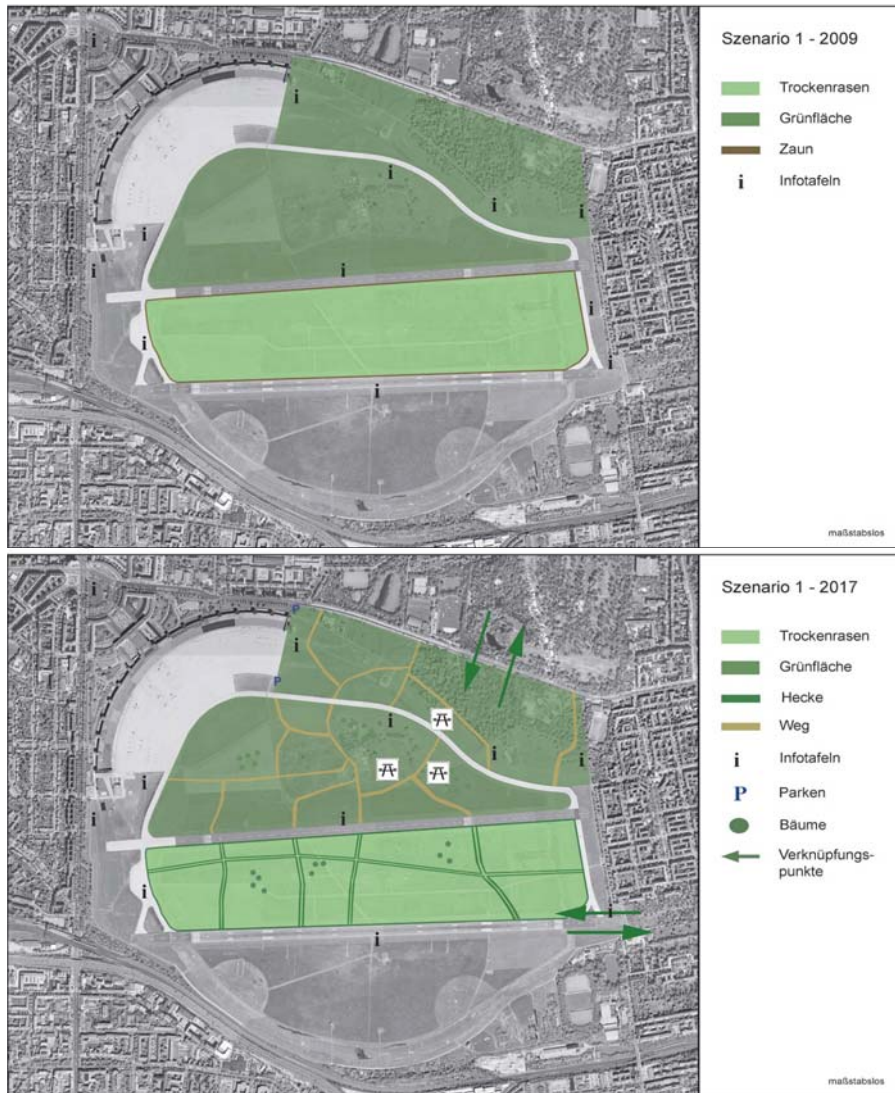 Szenario 1 - 2009
Trockenrasen
Grünfläche
Zaun
i Infotafeln
i
i
i
i
i
i
i
i
i
i
i
i
maßstabslos
Szenario 1 - 2017
Trockenrasen
Grünfläche
Hecke
Weg
i Infotafeln
P Parken
Bäume
Verknüpfungs-
punkte
i
P
i
P
i
i
i
i
i
i
i
i
maßstabslos